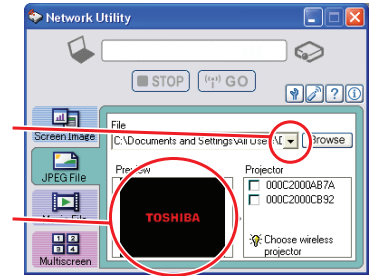 Network Utility
STOP
GO
Screen Image
JPEG File
Movie File
Multiscreen
File
C:\Documents and Settings\All Users\D
Browse
Preview
TOSHIBA
Projector
000C2000AB7A
000C2000CB92
Choose wireless
projector